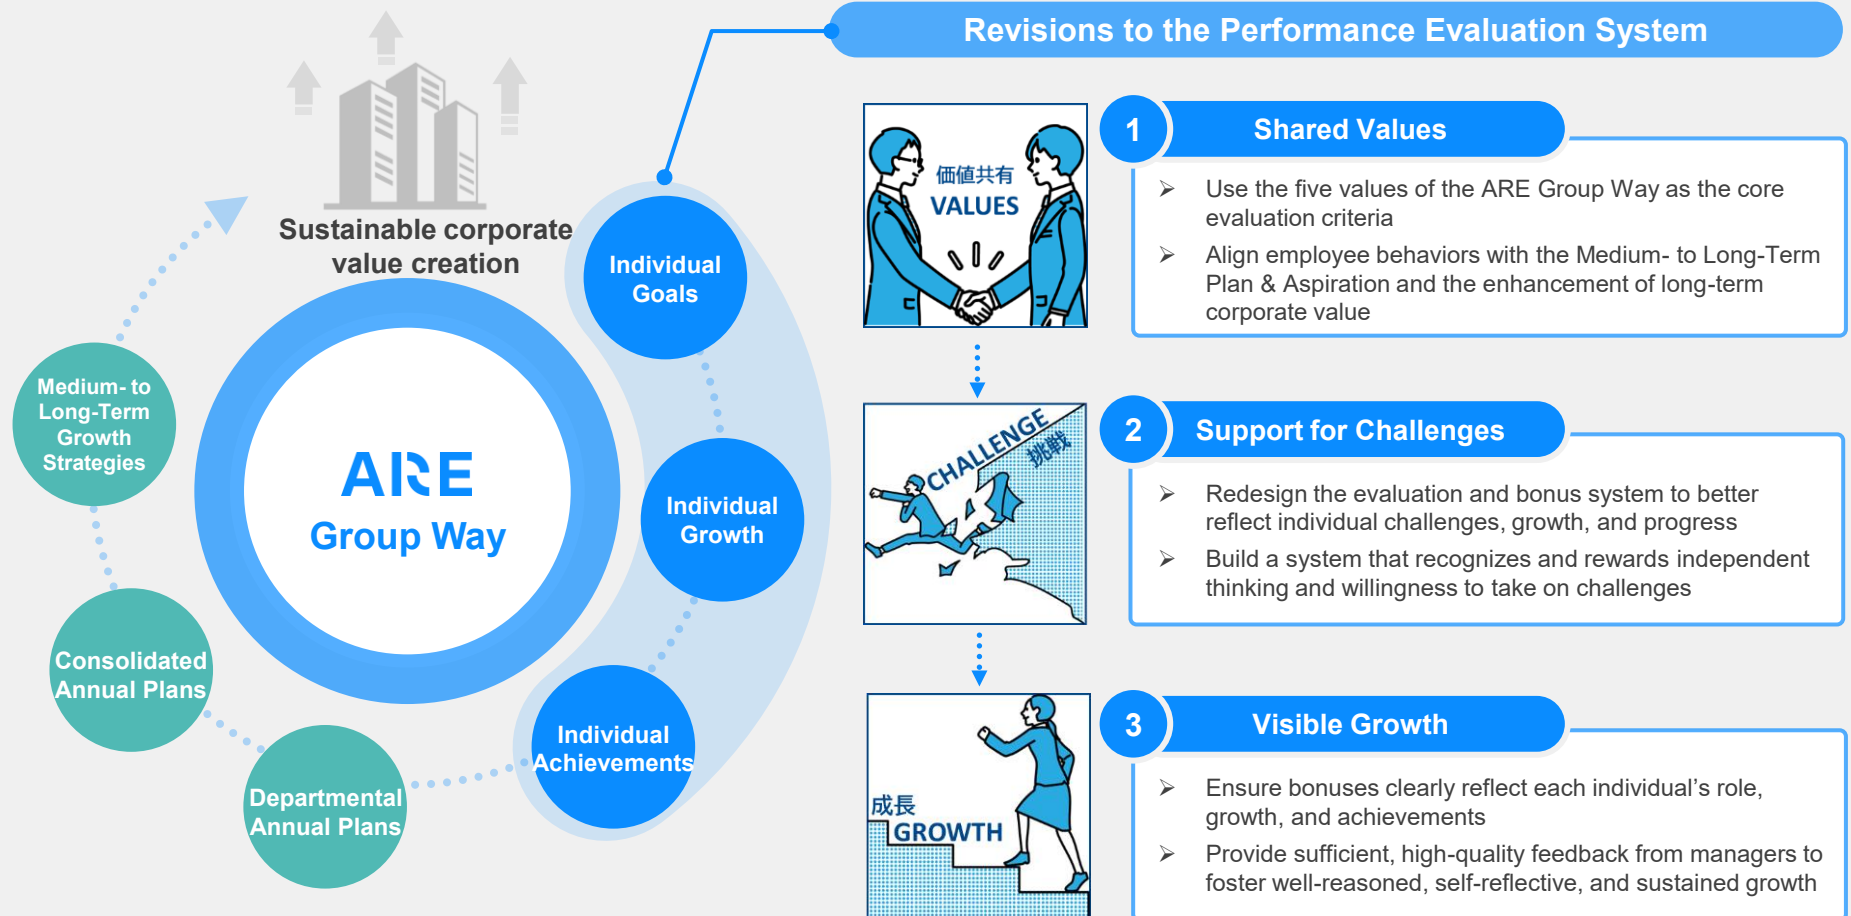 Revisions to the Performance Evaluation System
Sustainable corporate
value creation
Individual
Goals
Individual
Growth
Individual
Achievements
Departmental
Annual Plans
Consolidated
Annual Plans
Medium- to
Long-Term
Growth
Strategies
ARE
Group Way
価値共有
VALUES
1
Shared Values
➢ Use the five values of the ARE Group Way as the core
evaluation criteria
➢ Align employee behaviors with the Medium- to Long-Term
Plan & Aspiration and the enhancement of long-term
corporate value
CHALLENGE
挑戦
2
Support for Challenges
➢ Redesign the evaluation and bonus system to better
reflect individual challenges, growth, and progress
➢ Build a system that recognizes and rewards independent
thinking and willingness to take on challenges
成長
GROWTH
3
Visible Growth
➢ Ensure bonuses clearly reflect each individual’s role,
growth, and achievements
➢ Provide sufficient, high-quality feedback from managers to
foster well-reasoned, self-reflective, and sustained growth